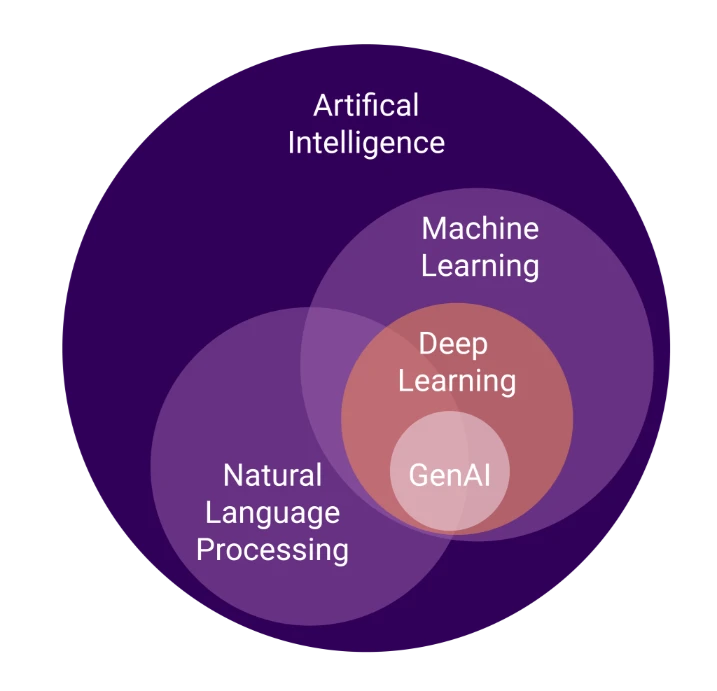 Artifical
Intelligence
Machine
Learning
Deep
Learning
GenAI
Natural
Language
Processing